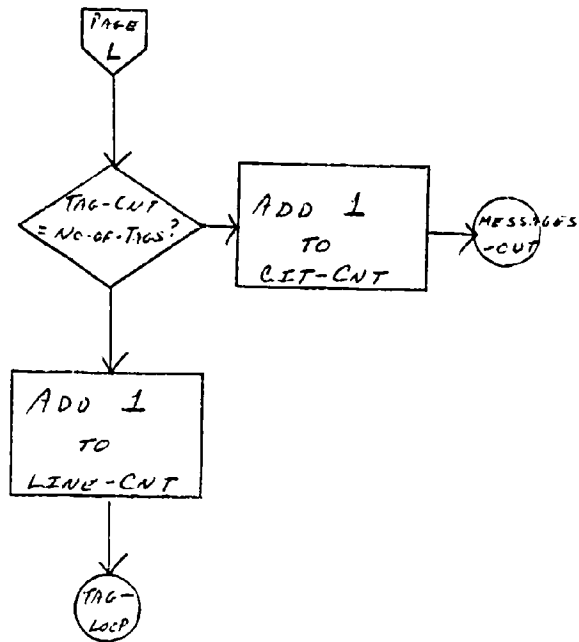 PAGE
L
TAG-CNT
= NO-OF-TAGS?
ADD 1
TO
CIT-CNT
MESSAGES
-OUT
ADD 1
TO
LINE-CNT
TAG-
LOOP